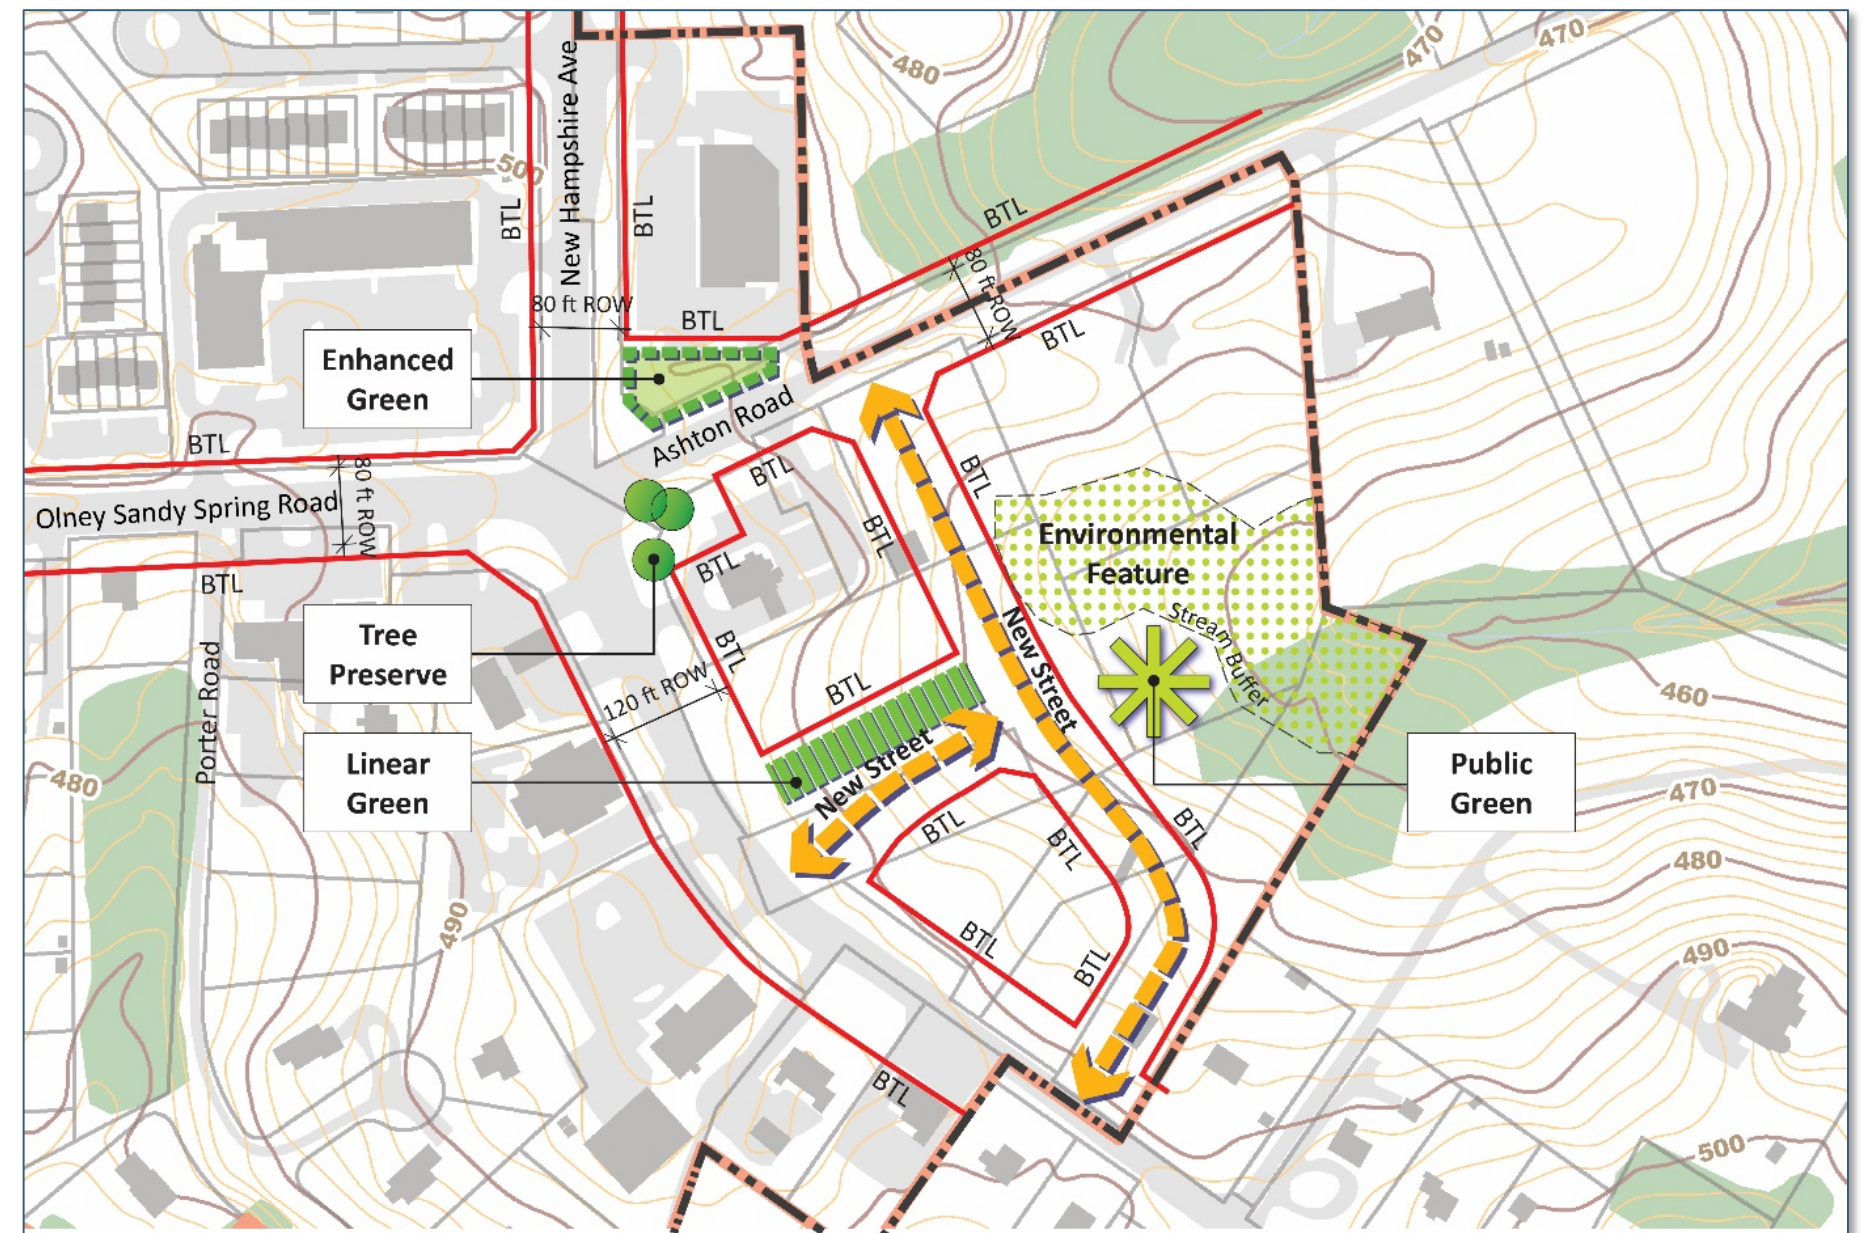 480
470
470
New Hampshire Ave
500
BTL
BTL
BTL
80 ft ROW
80 ft ROW
BTL
BTL
Enhanced
Green
Ashton Road
BTL
80 ft ROW
Olney Sandy Spring Road
BTL
BTL
BTL
BTL
BTL
Environmental
Feature
Stream Buffer
Tree
Preserve
BTL
120 ft ROW
BTL
New Street
Porter Road
460
Linear
Green
New Street
Public
Green
480
470
BTL
BTL
BTL
480
490
BTL
BTL
490
BTL
500